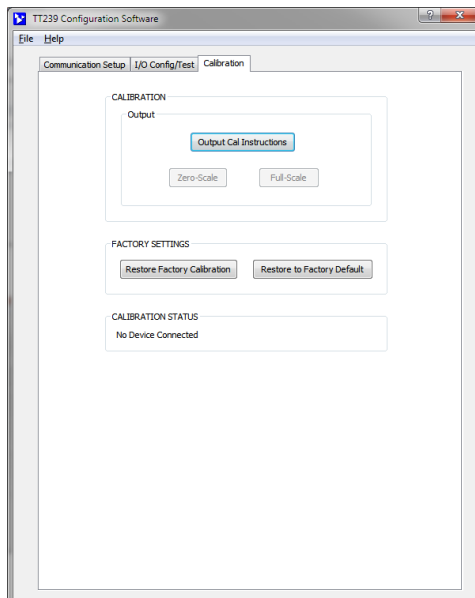 TT239 Configuration Software
?
File Help
Communication Setup I/O Config/Test Calibration
CALIBRATION
Output
Output Cal Instructions
Zero-Scale Full-Scale
FACTORY SETTINGS
Restore Factory Calibration Restore to Factory Default
CALIBRATION STATUS
No Device Connected